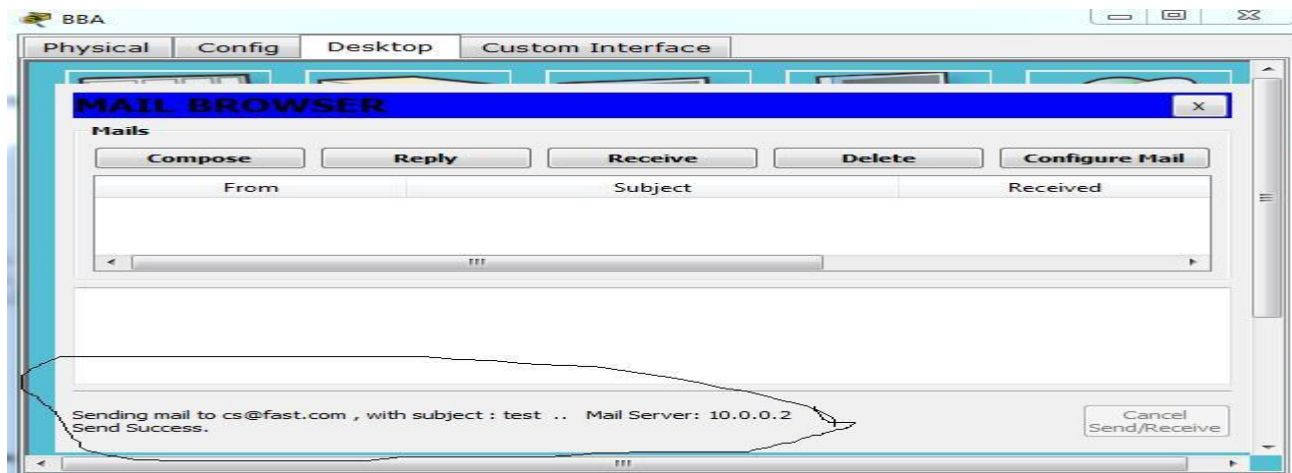 BBA
Physical Config Desktop Custom Interface
MAIL BROWSER
Mails
Compose Reply Receive Delete Configure Mail
From Subject Received
Sending mail to cs@fast.com , with subject : test .. Mail Server: 10.0.0.2
Send Success.
Cancel
Send/Receive